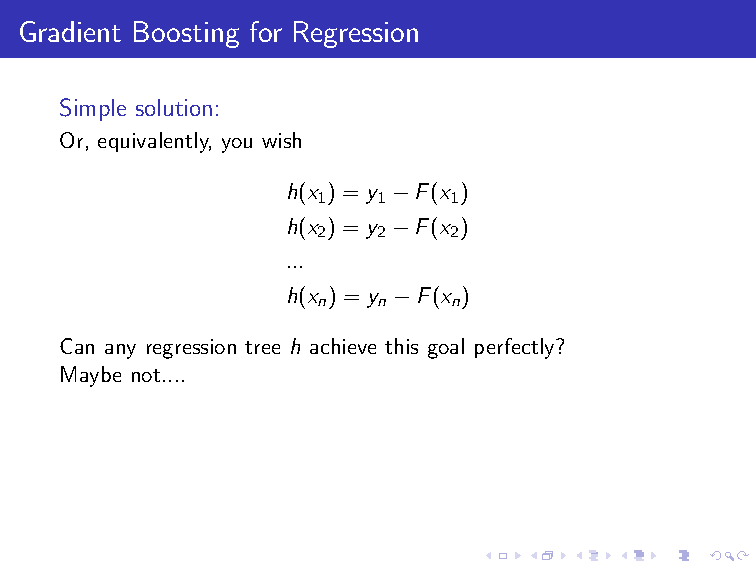 Gradient Boosting for Regression
Simple solution:
Or, equivalently, you wish
h(x₁) = y₁ − F(x₁)
h(x₂) = y₂ − F(x₂)
...
h(xₙ) = yₙ − F(xₙ)
Can any regression tree h achieve this goal perfectly?
Maybe not....